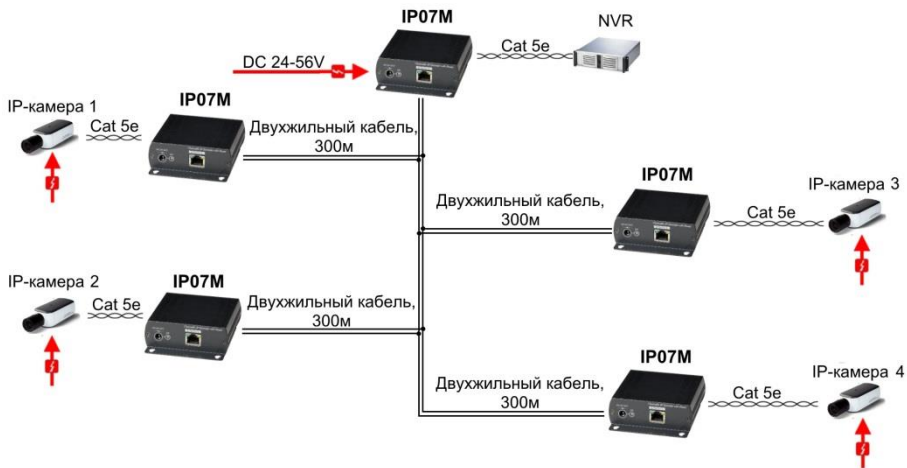 IP07M
NVR
Cat 5e
DC 24-56V
IP07M
IP-камера 1
Cat 5e
Двухжильный кабель,
300м
IP07M
IP-камера 3
Двухжильный кабель,
300м
Cat 5e
IP07M
IP-камера 2
Cat 5e
Двухжильный кабель,
300м
IP07M
IP-камера 4
Двухжильный кабель,
300м
Cat 5e